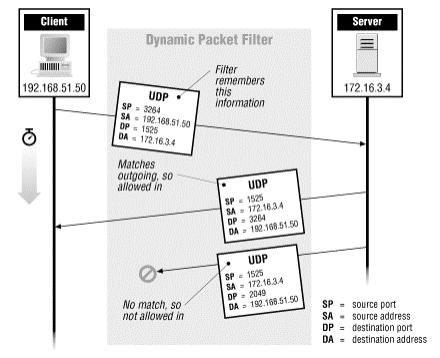 Client
192.168.51.50
Dynamic Packet Filter
Server
172.16.3.4
Filter
remembers
this
information
UDP
SP = 3264
SA = 192.168.51.50
DP = 1525
DA = 172.16.3.4
Matches
outgoing, so
allowed in
UDP
SP = 1525
SA = 172.16.3.4
DP = 3264
DA = 192.168.51.50
UDP
SP = 1525
SA = 172.16.3.4
DP = 2049
DA = 192.168.51.50
No match, so
not allowed in
SP = source port
SA = source address
DP = destination port
DA = destination address